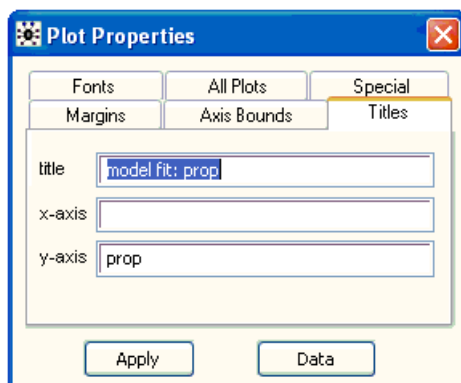 Plot Properties
Fonts All Plots Special
Margins Axis Bounds Titles
title model fit: prop
x-axis
y-axis prop
Apply Data